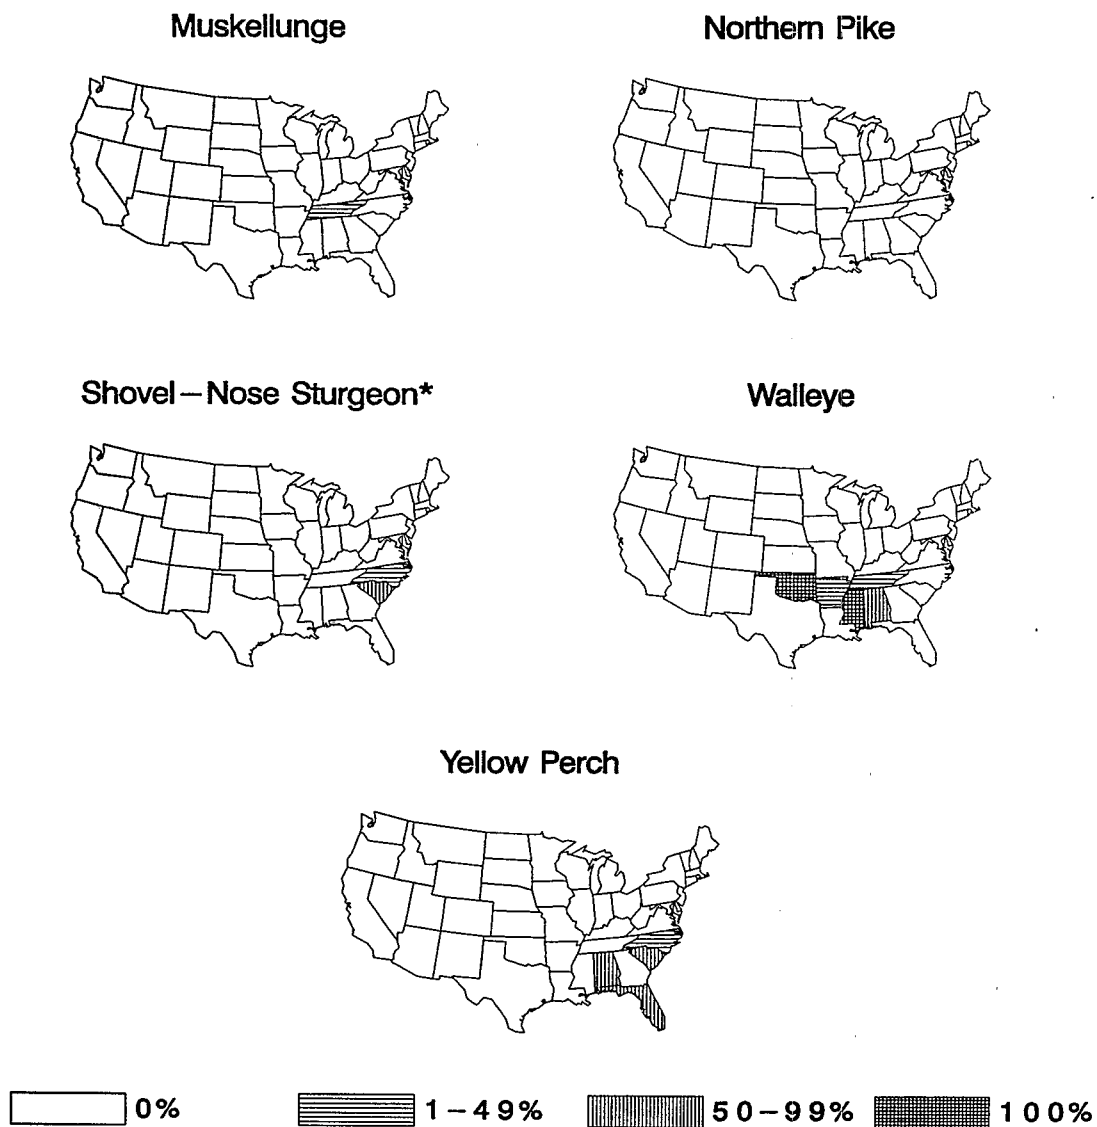 Muskellunge
Northern Pike
Shovel–Nose Sturgeon*
Walleye
Yellow Perch
0%
1–49%
50–99%
100%